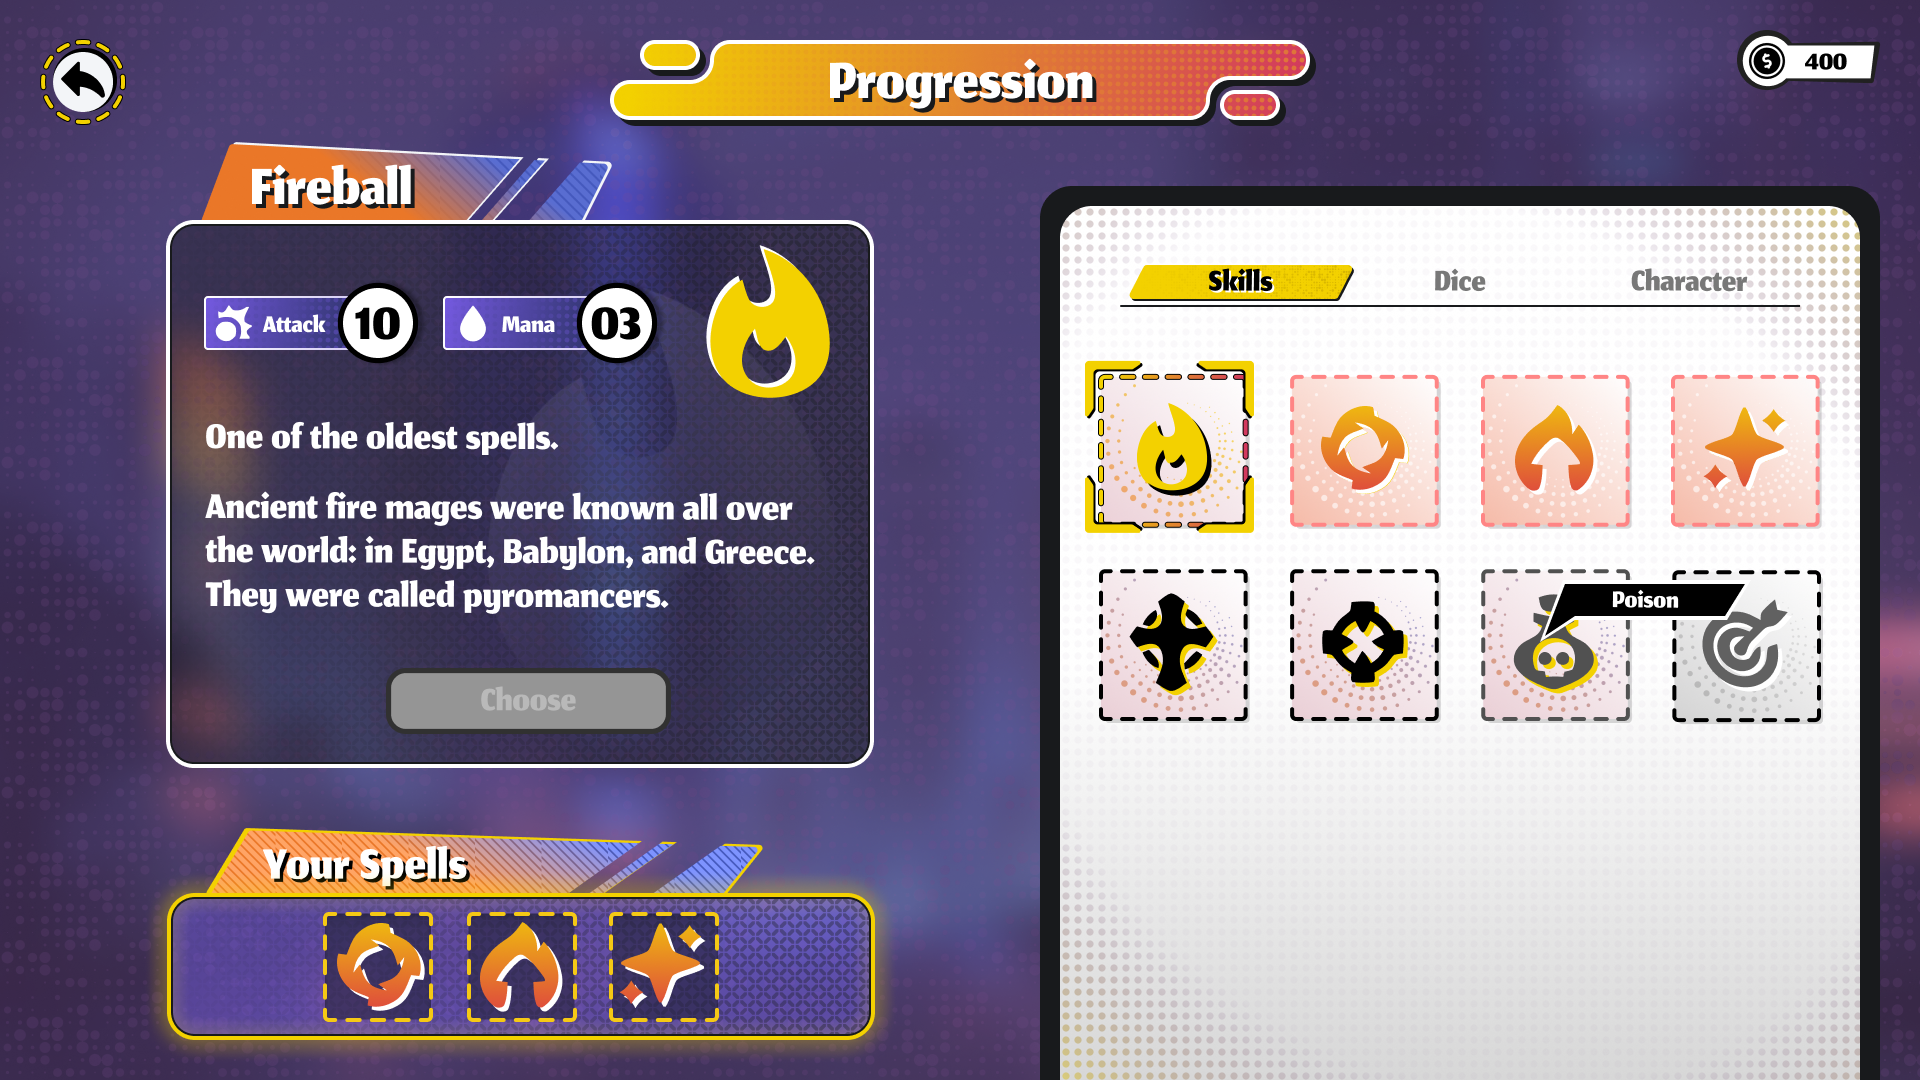 Progression
$ 400
Fireball
Attack 10 Mana 03
One of the oldest spells.
Ancient fire mages were known all over
the world: in Egypt, Babylon, and Greece.
They were called pyromancers.
Choose
Your Spells
Skills Dice Character
Poison